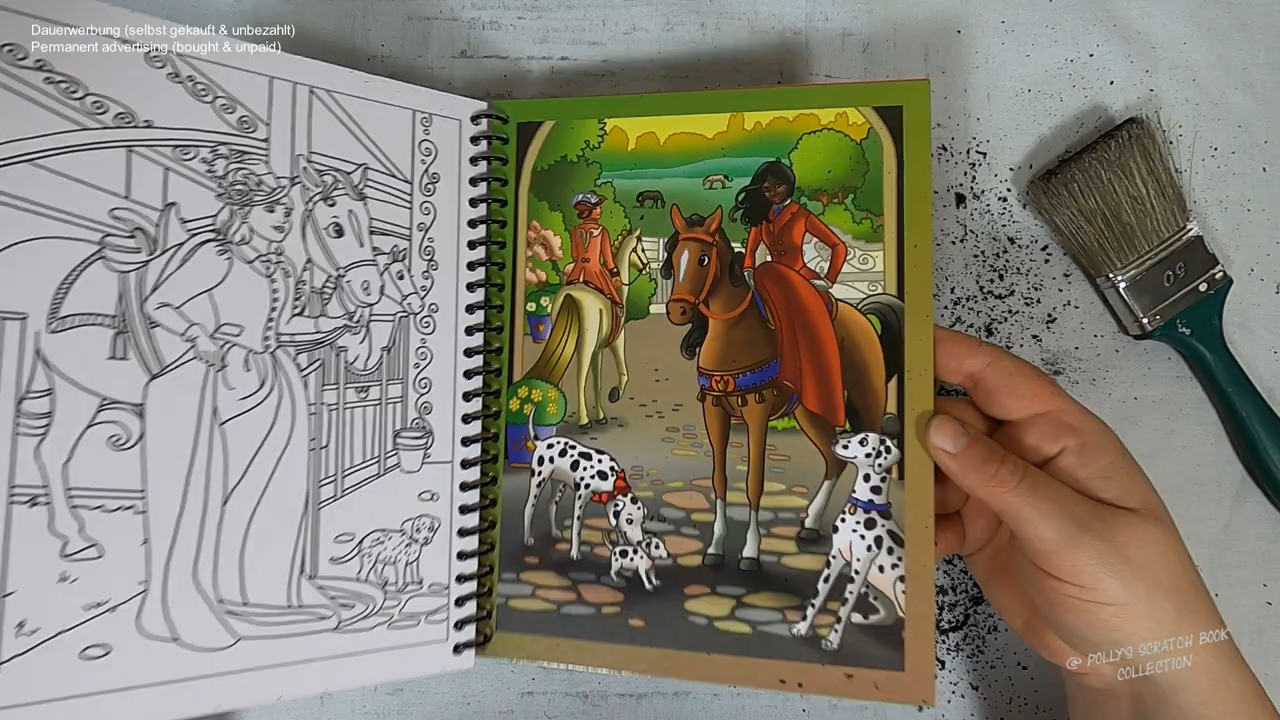 Dauerwerbung (selbst gekauft & unbezahlt)
Permanent advertising (bought & unpaid)
50
@ POLLY'S SCRATCH BOOK
COLLECTION